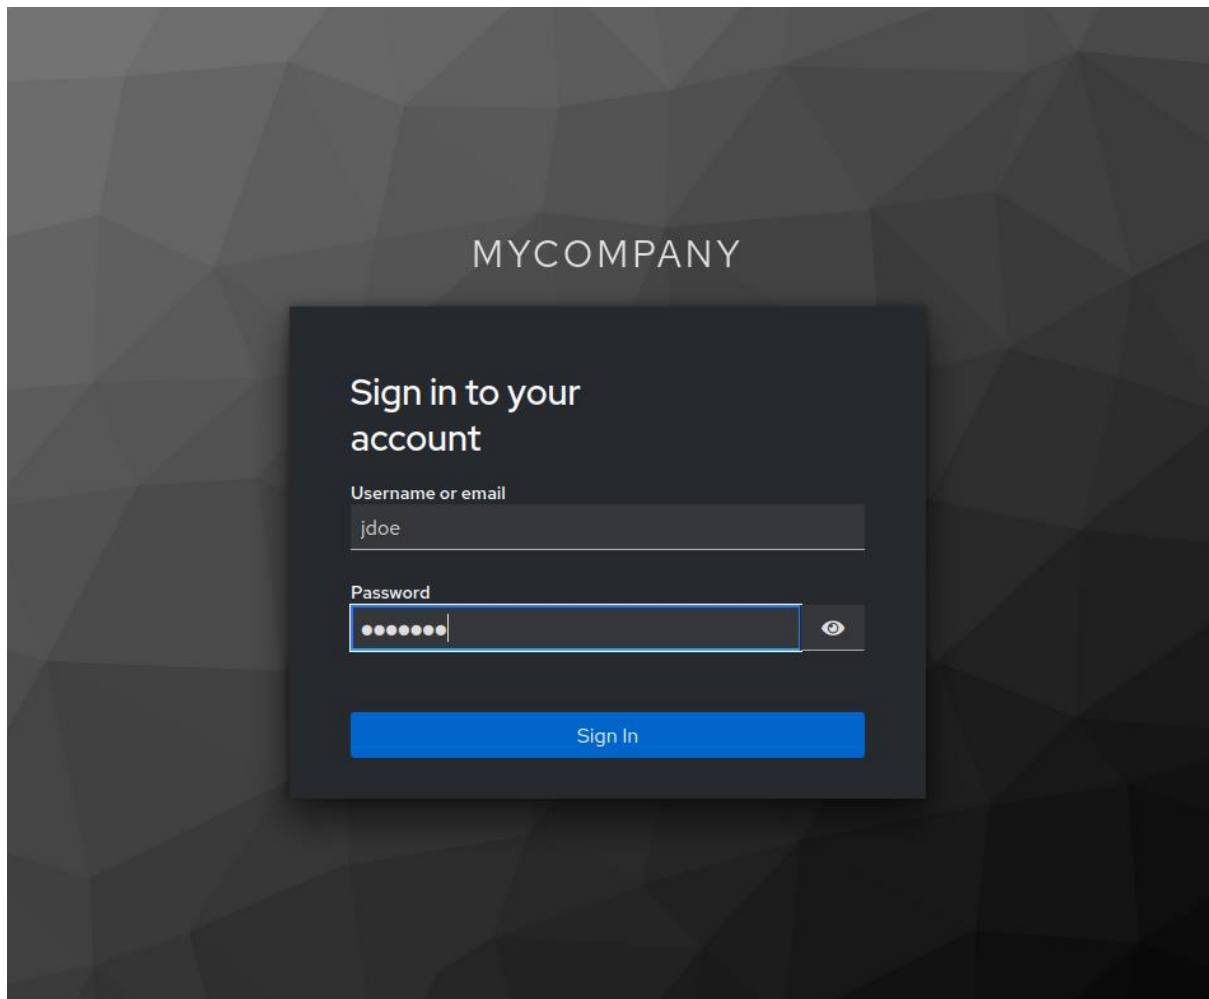 MYCOMPANY
Sign in to your
account
Username or email
jdoe
Password
●●●●●●●
Sign In